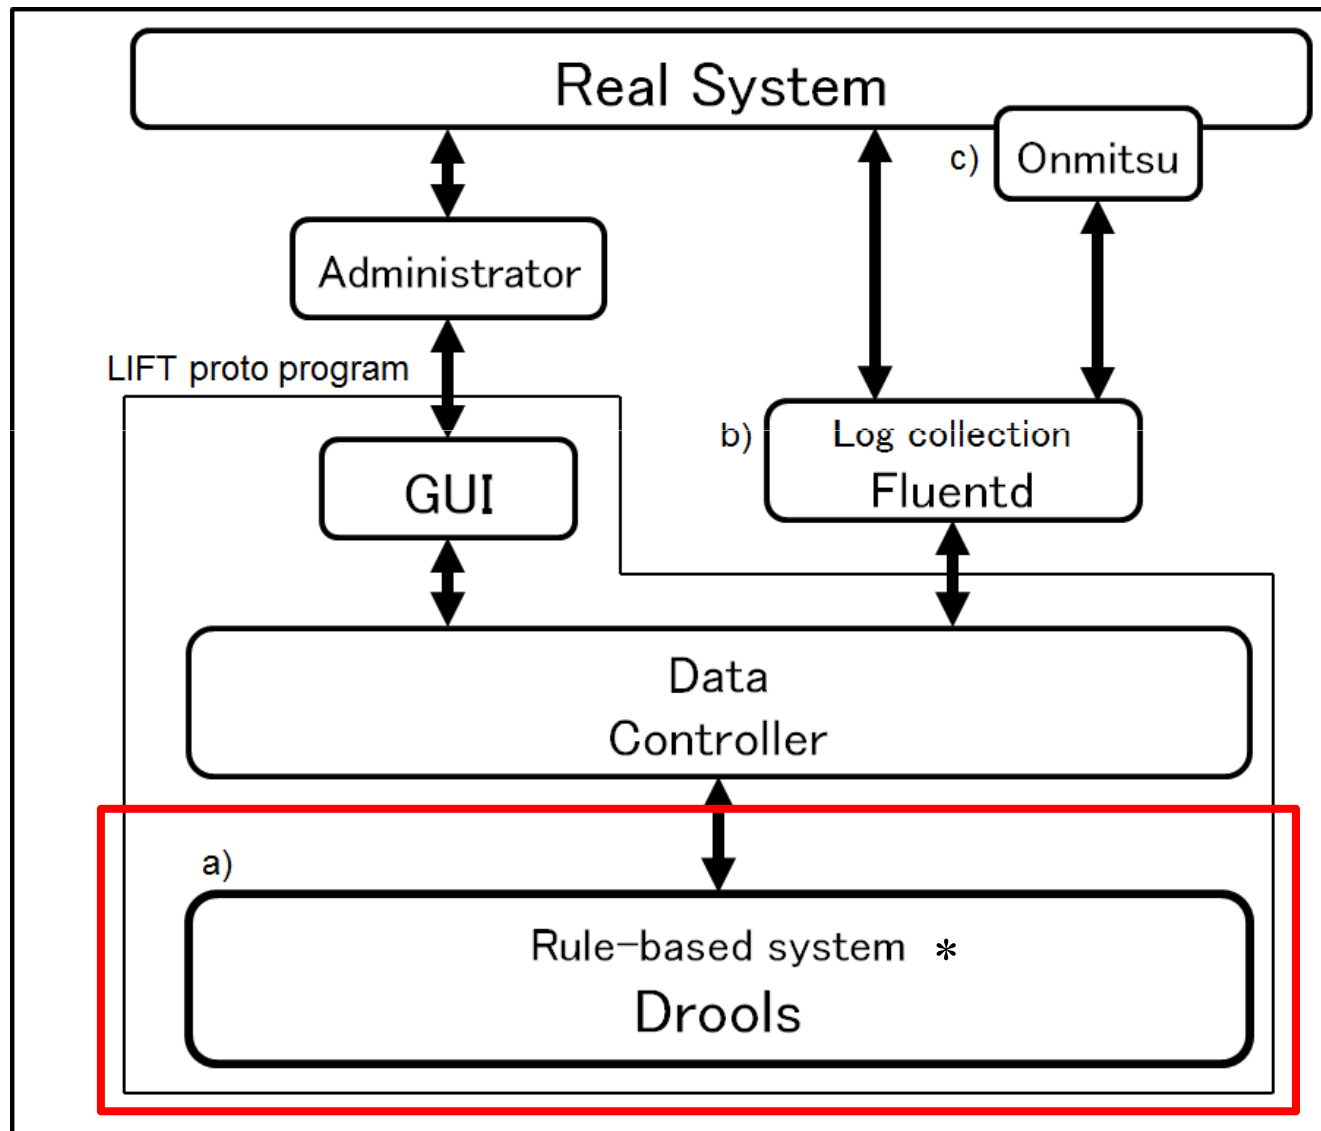 Real System
c) Onmitsu
Administrator
LIFT proto program
b) Log collection
Fluentd
GUI
Data
Controller
a)
Rule-based system *
Drools